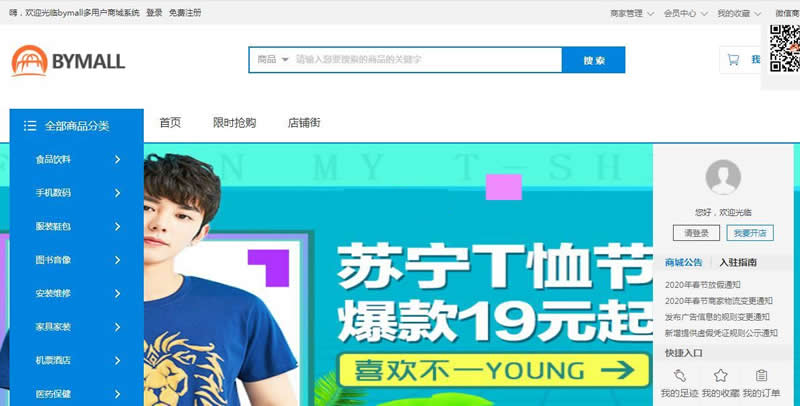 嗨，欢迎光临bymall多用户商城系统 登录 免费注册
商家管理 会员中心 我的收藏 微信商
BYMALL
商品 请输入您要搜索的商品的关键字 搜索
我
全部商品分类 首页 限时抢购 店铺街
食品饮料
手机数码
服装鞋包
图书音像
安装维修
家具家装
机票酒店
医药保健
MY T-SH
苏宁T恤节
爆款19元起
喜欢不一YOUNG
您好，欢迎光临
请登录 我要开店
商城公告 入驻指南
2020年春节放假通知
2020年春节商家物流变更通知
发布广告信息的规则变更通知
新增提供虚假凭证规则公示通知
快捷入口
我的足迹 我的收藏 我的订单